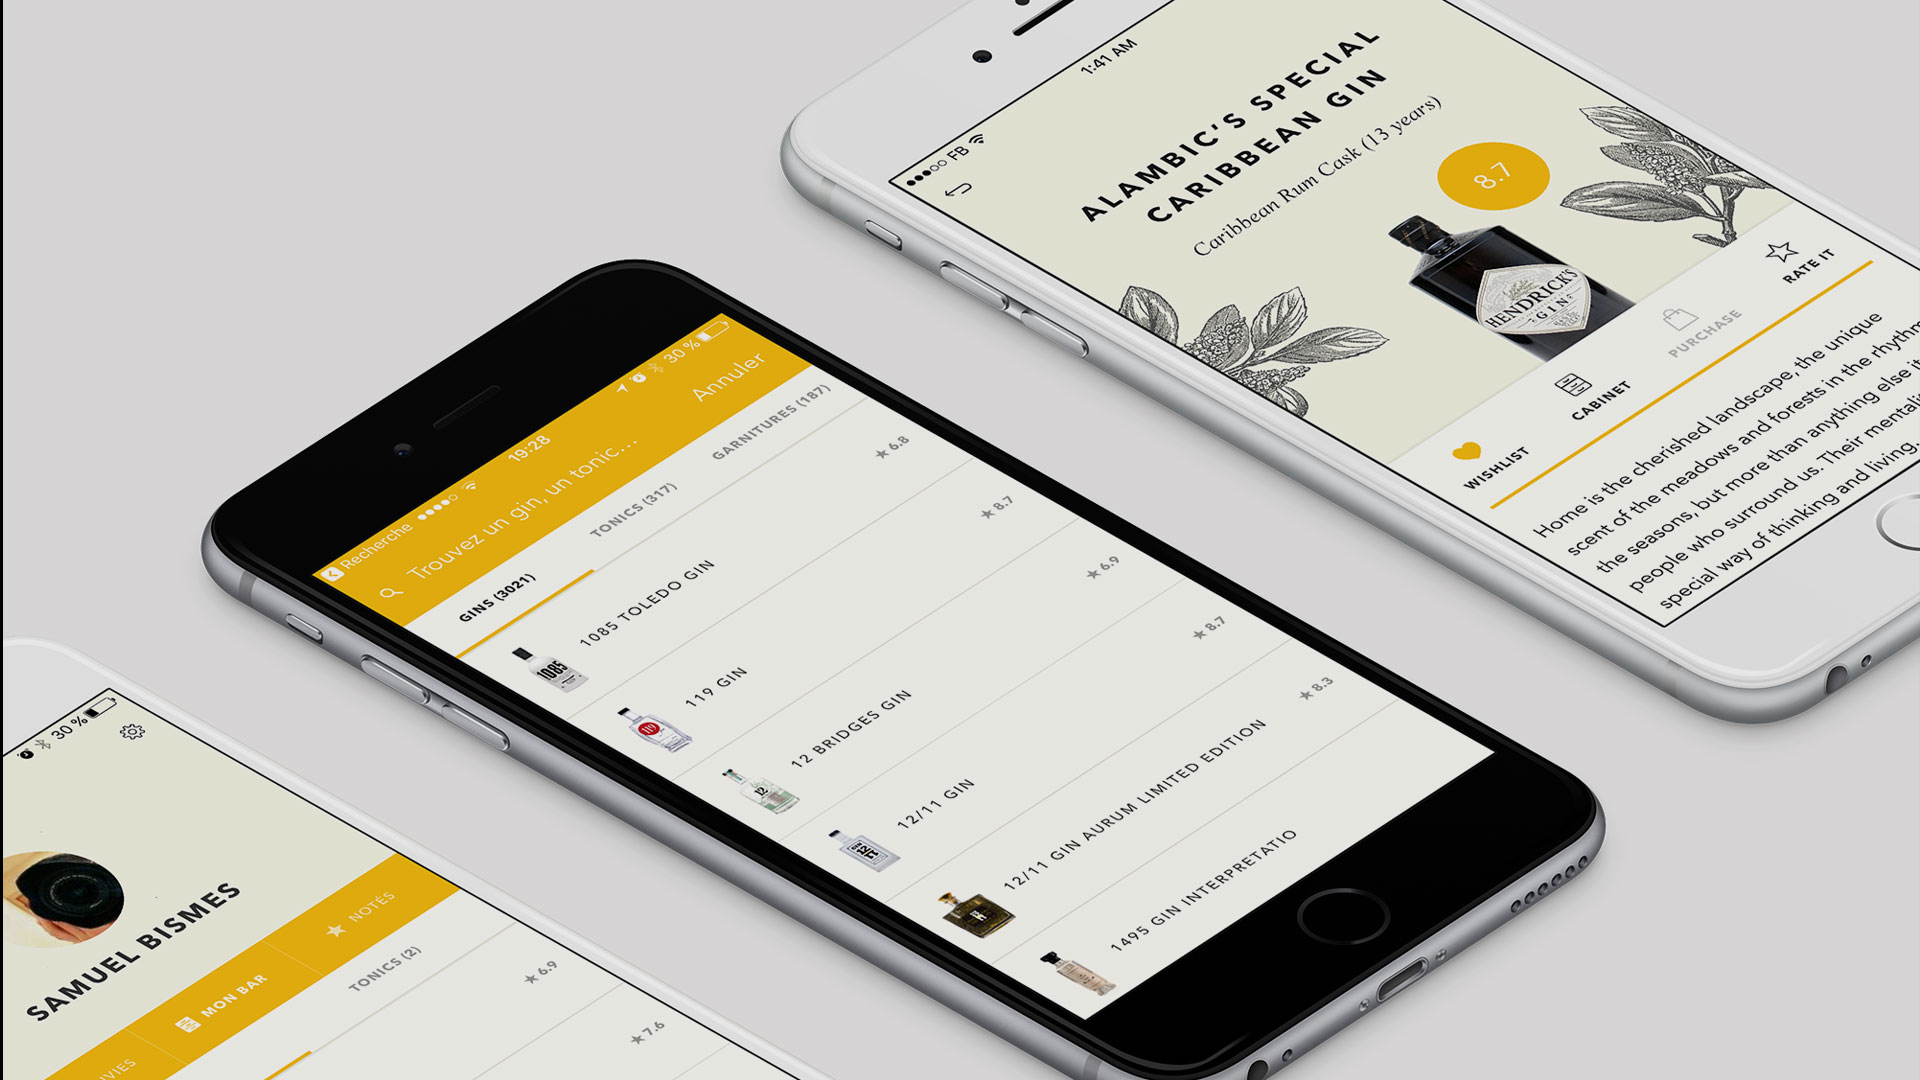 1:41 AM
FB
ALAMBIC'S SPECIAL
CARIBBEAN GIN
Caribbean Rum Cask (13 years)
8.7
HENDRICK'S
GIN
WISHLIST
CABINET
PURCHASE
RATE IT
Home is the cherished landscape, the unique
scent of the meadows and forests in the rhythm
the seasons, but more than anything else it
people who surround us. Their mentali
special way of thinking and living.
Recherche
19:28
30 %
Trouvez un gin, un tonic...
Annuler
GINS (3021)
TONICS (317)
GARNITURES (187)
1085
1085 TOLEDO GIN
★ 6.8
119
119 GIN
★ 8.7
12
12 BRIDGES GIN
★ 6.9
12/11
12/11 GIN
★ 8.7
12/11 GIN AURUM LIMITED EDITION
★ 8.3
1495 GIN INTERPRETATIO
30 %
SAMUEL BISMES
VIES
MON BAR
★ NOTÉS
TONICS (2)
★ 6.9
★ 7.6